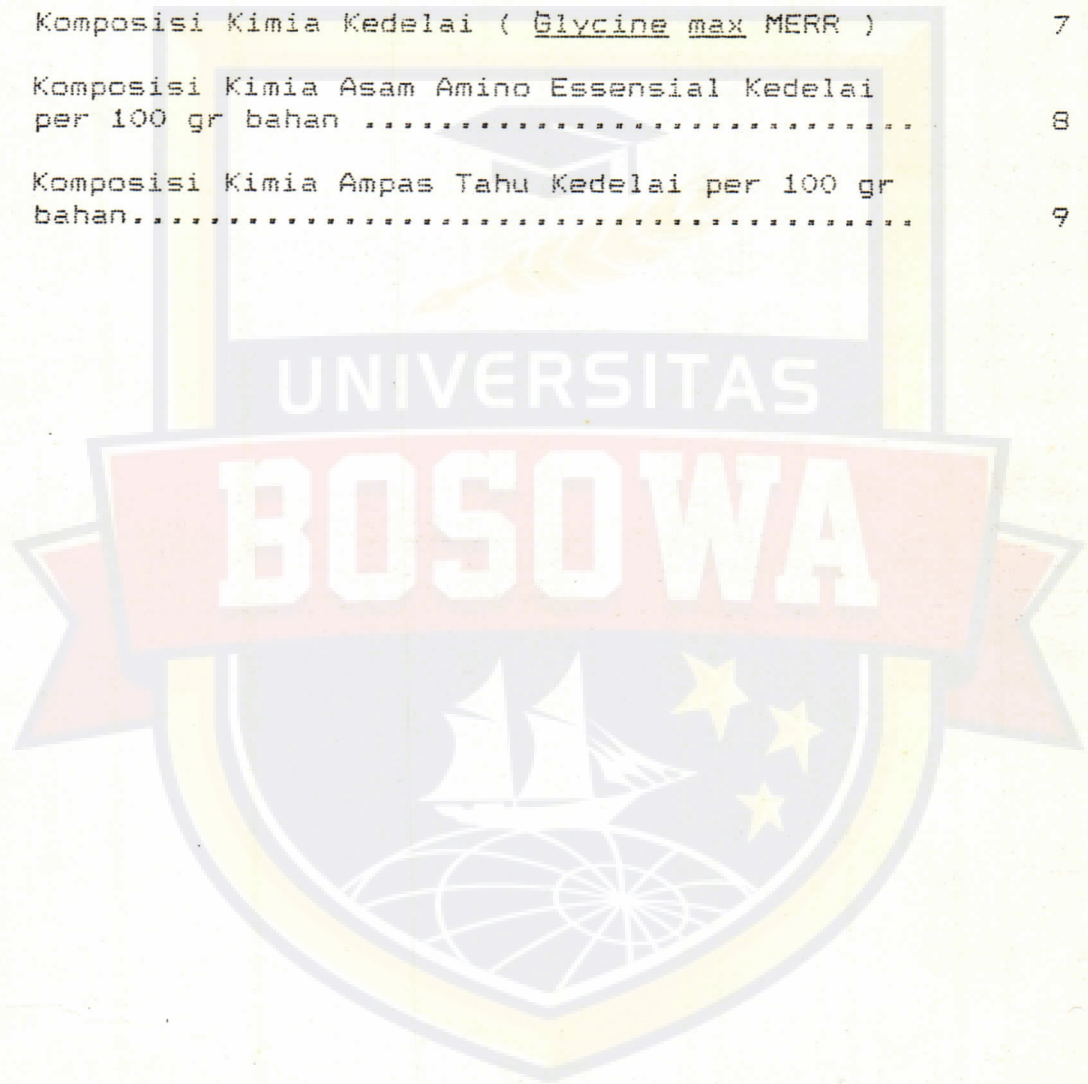 Komposisi Kimia Kedelai ( Glycine max MERR ) 7
Komposisi Kimia Asam Amino Essensial Kedelai
per 100 gr bahan ............................. 8
Komposisi Kimia Ampas Tahu Kedelai per 100 gr
bahan......................................... 9
UNIVERSITAS
BOSOWA